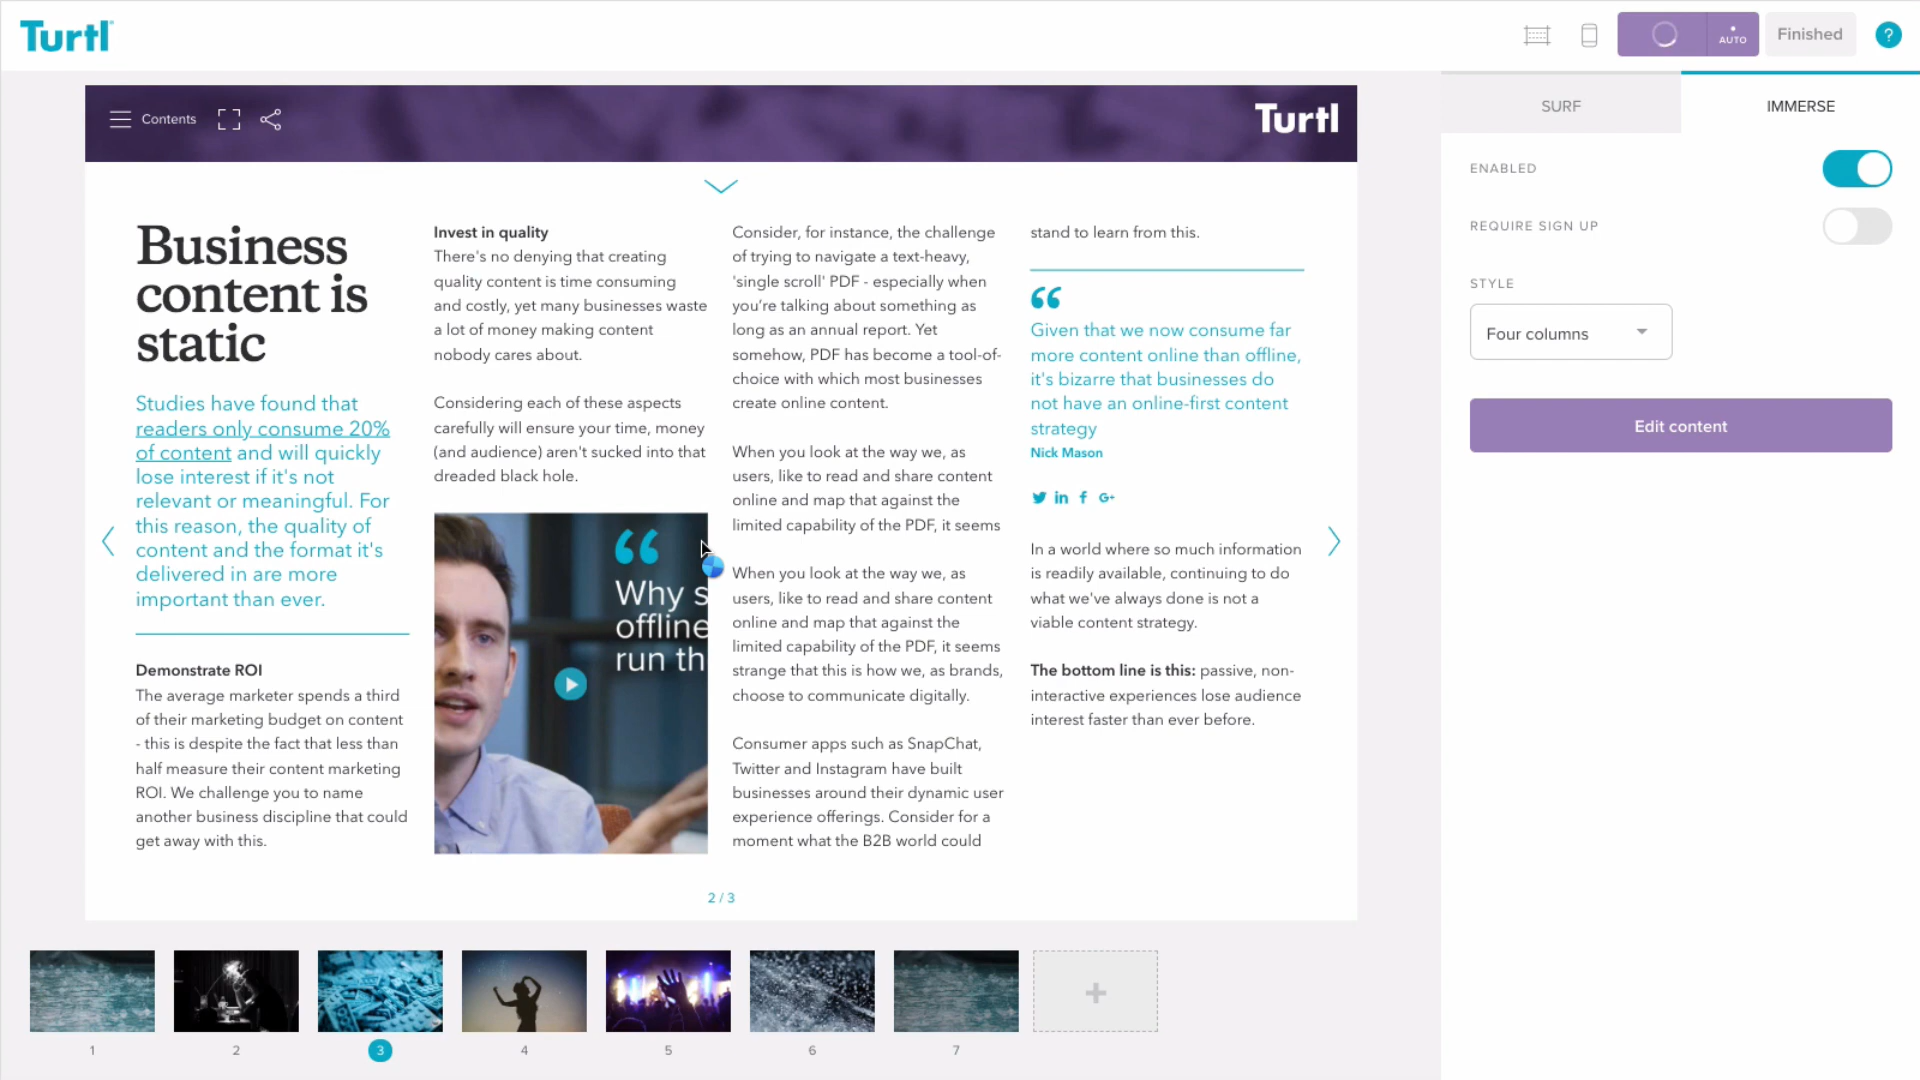 Turtl
AUTO
Finished
?
Contents
Turtl
SURF
IMMERSE
ENABLED
REQUIRE SIGN UP
STYLE
Four columns
Edit content
Business
content is
static
Studies have found that
readers only consume 20%
of content and will quickly
lose interest if it's not
relevant or meaningful. For
this reason, the quality of
content and the format it's
delivered in are more
important than ever.
Demonstrate ROI
The average marketer spends a third
of their marketing budget on content
- this is despite the fact that less than
half measure their content marketing
ROI. We challenge you to name
another business discipline that could
get away with this.
Invest in quality
There's no denying that creating
quality content is time consuming
and costly, yet many businesses waste
a lot of money making content
nobody cares about.
Considering each of these aspects
carefully will ensure your time, money
(and audience) aren't sucked into that
dreaded black hole.
“
Why s
offline
run th
Consider, for instance, the challenge
of trying to navigate a text-heavy,
'single scroll' PDF - especially when
you’re talking about something as
long as an annual report. Yet
somehow, PDF has become a tool-of-
choice with which most businesses
create online content.
When you look at the way we, as
users, like to read and share content
online and map that against the
limited capability of the PDF, it seems
When you look at the way we, as
users, like to read and share content
online and map that against the
limited capability of the PDF, it seems
strange that this is how we, as brands,
choose to communicate digitally.
Consumer apps such as SnapChat,
Twitter and Instagram have built
businesses around their dynamic user
experience offerings. Consider for a
moment what the B2B world could
stand to learn from this.
“
Given that we now consume far
more content online than offline,
it's bizarre that businesses do
not have an online-first content
strategy
Nick Mason
in f G+
In a world where so much information
is readily available, continuing to do
what we've always done is not a
viable content strategy.
The bottom line is this: passive, non-
interactive experiences lose audience
interest faster than ever before.
2 / 3
1
2
3
4
5
6
7